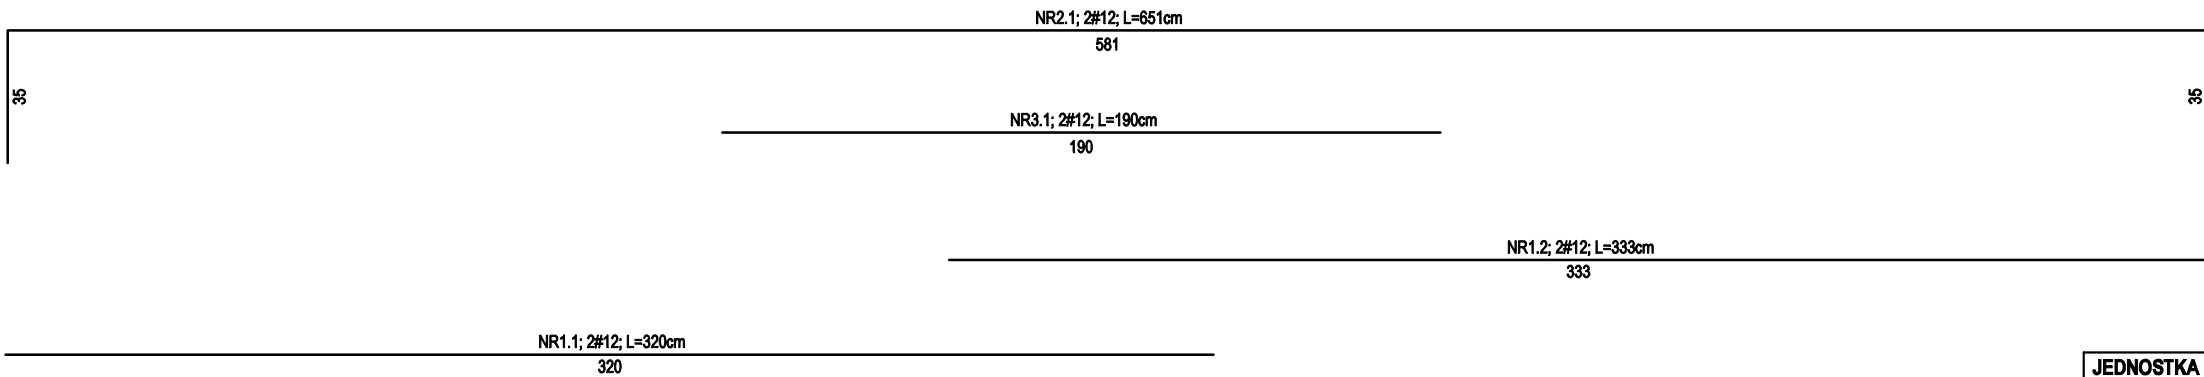 NR2.1; 2#12; L=651cm
581
35
35
NR3.1; 2#12; L=190cm
190
NR1.2; 2#12; L=333cm
333
NR1.1; 2#12; L=320cm
320
JEDNOSTKA